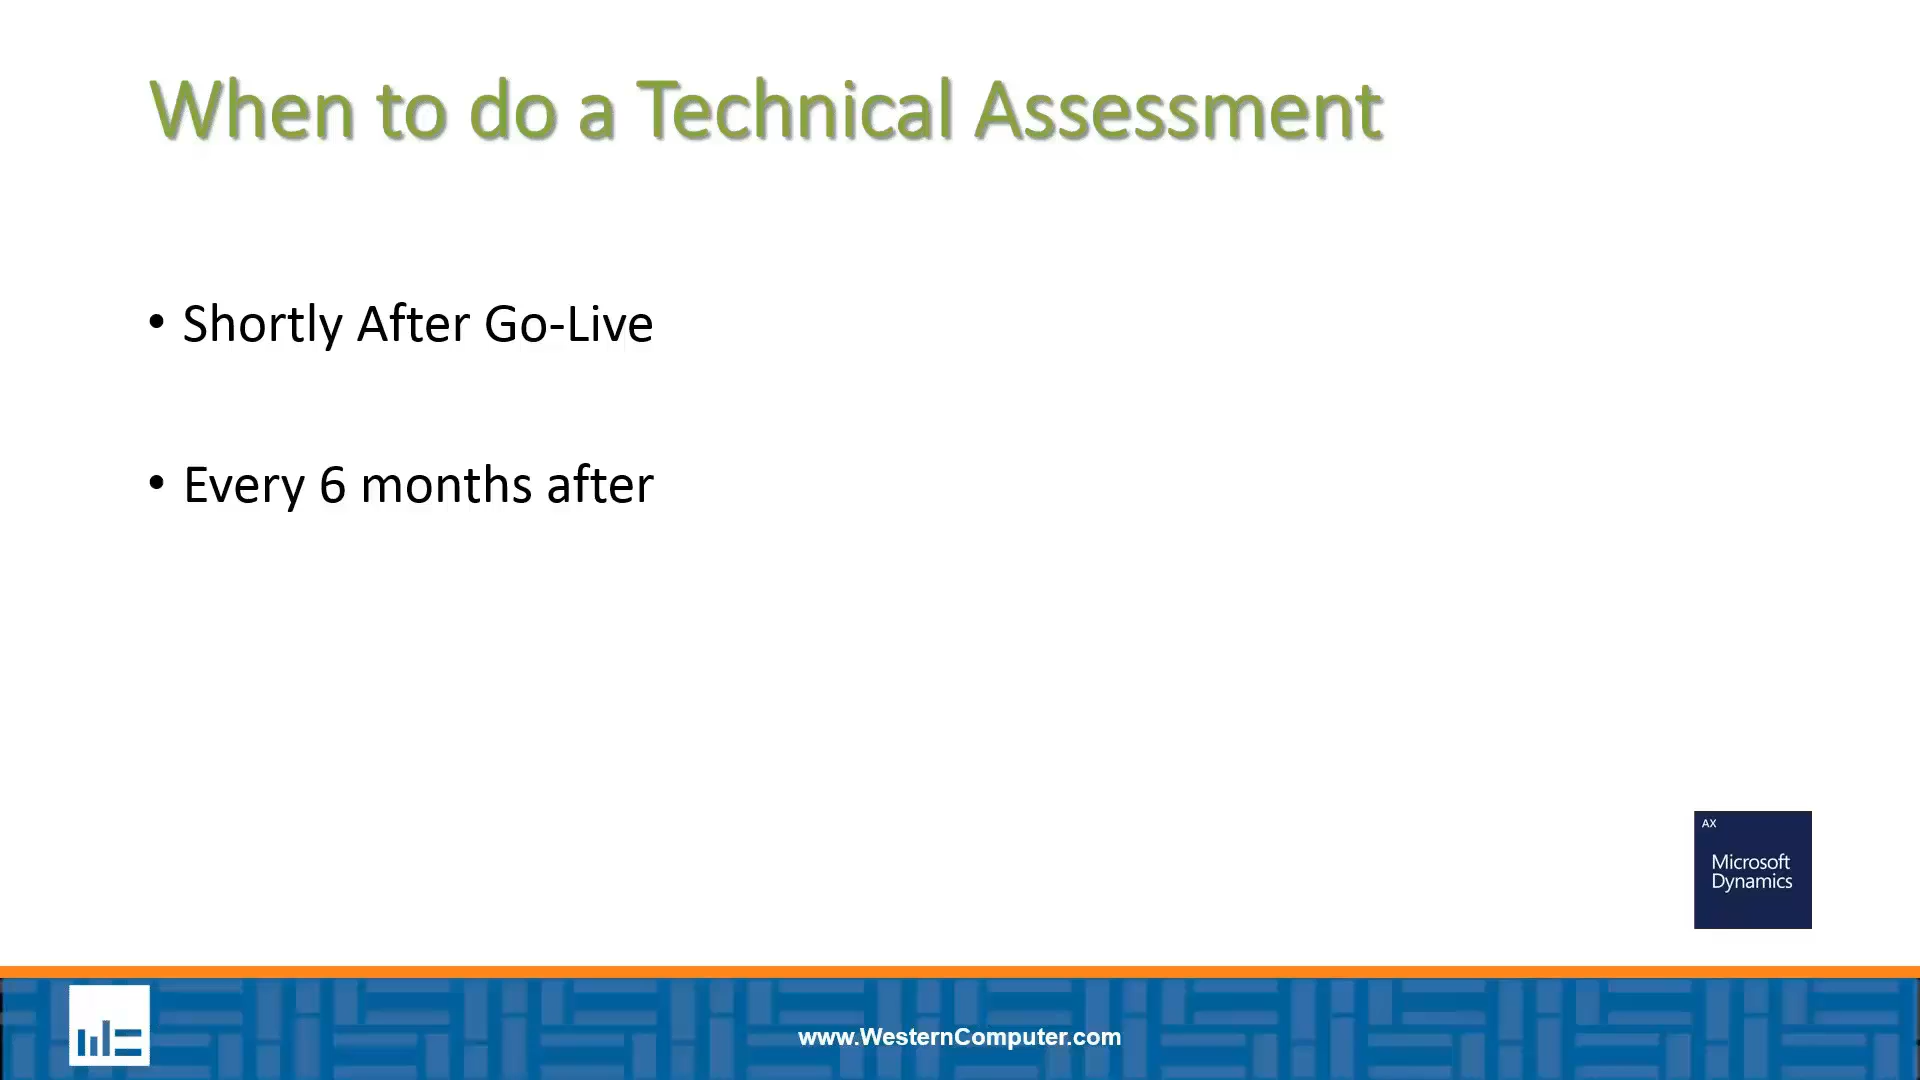 When to do a Technical Assessment
• Shortly After Go-Live
• Every 6 months after
AX
Microsoft
Dynamics
www.WesternComputer.com